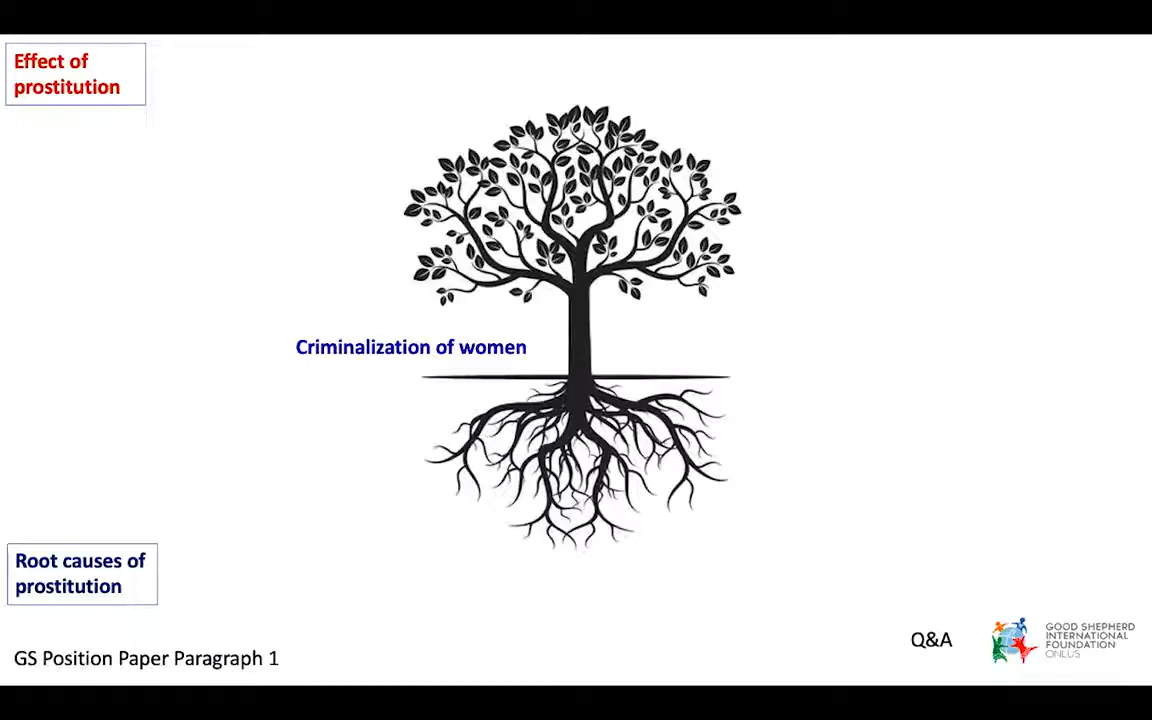 Effect of
prostitution
Criminalization of women
Root causes of
prostitution
GS Position Paper Paragraph 1
Q&A
GOOD SHEPHERD
INTERNATIONAL
FOUNDATION
ONLUS